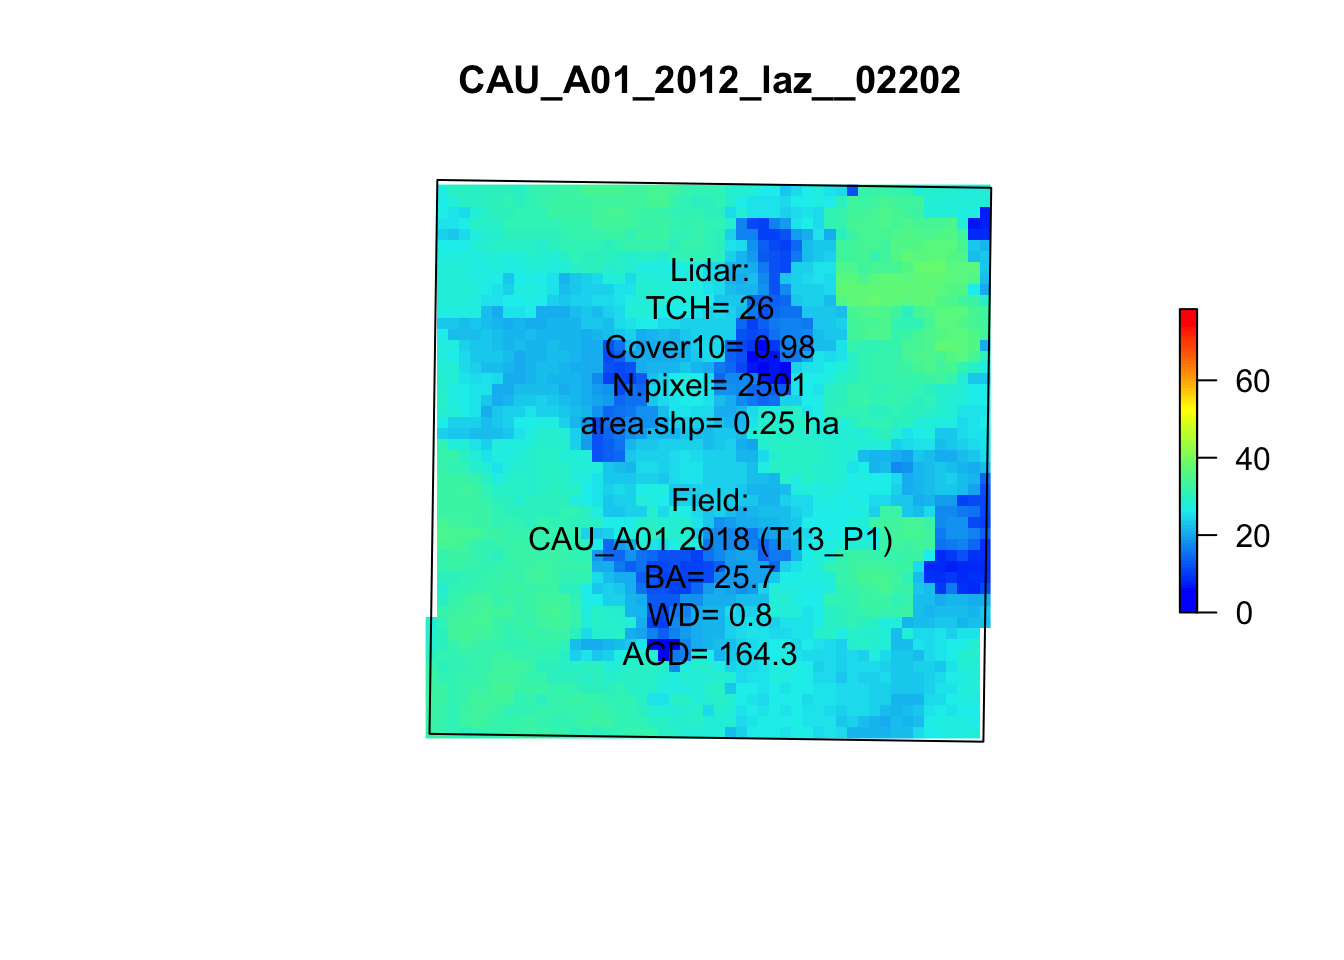 CAU_A01_2012_laz__02202
Lidar:
TCH= 26
Cover10= 0.98
N.pixel= 2501
area.shp= 0.25 ha
Field:
CAU_A01 2018 (T13_P1)
BA= 25.7
WD= 0.8
ACD= 164.3
60
40
20
0